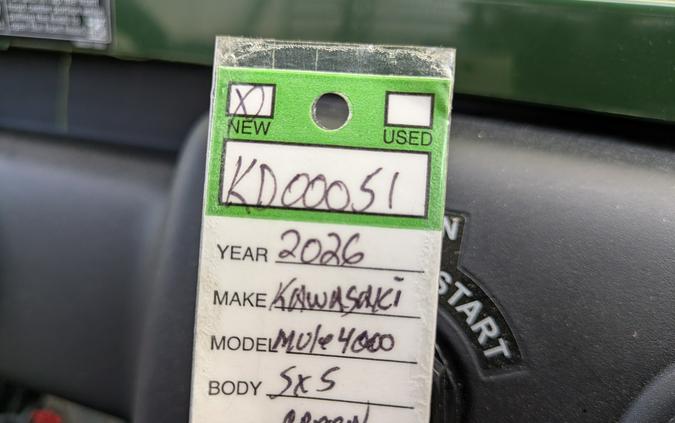 X
NEW USED
KD00051
YEAR 2026
MAKE KAWASAKI
MODEL Mule 4000
BODY SXS
START